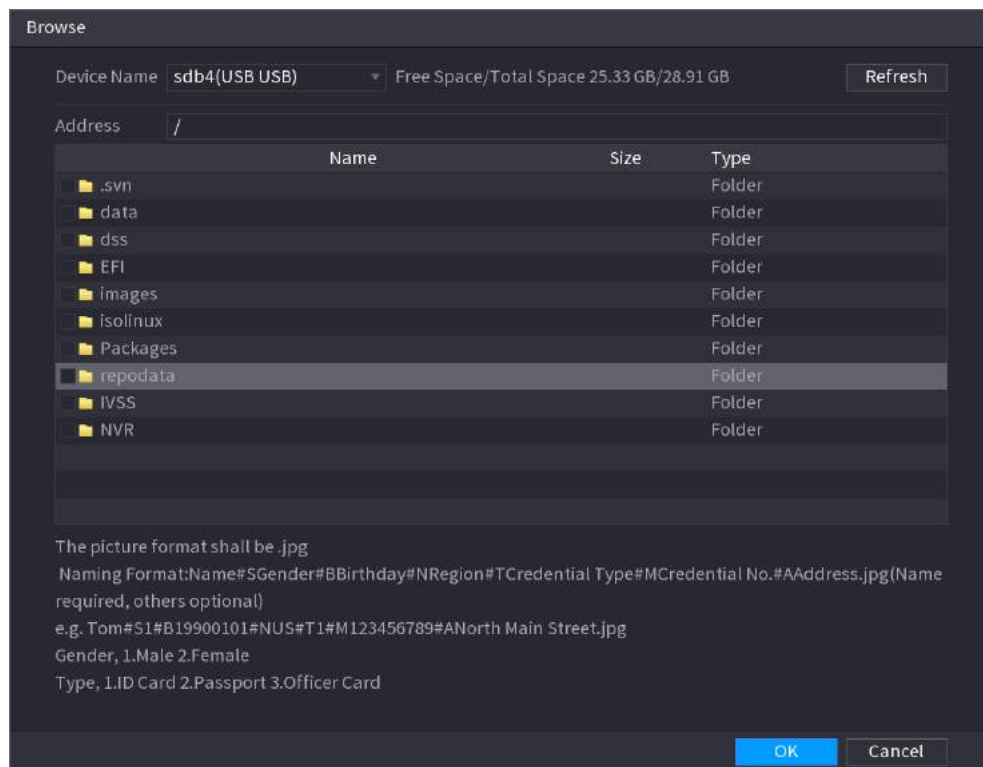 Browse
Device Name sdb4(USB USB) Free Space/Total Space 25.33 GB/28.91 GB Refresh
Address /
Name Size Type
.svn Folder
data Folder
dss Folder
EFI Folder
images Folder
isolinux Folder
Packages Folder
repodata Folder
IVSS Folder
NVR Folder
The picture format shall be .jpg
Naming Format:Name#SGender#BBirthday#NRegion#TCredential Type#MCredential No.#AAddress.jpg(Name
required, others optional)
e.g. Tom#S1#B19900101#NUS#T1#M123456789#ANorth Main Street.jpg
Gender, 1.Male 2.Female
Type, 1.ID Card 2.Passport 3.Officer Card
OK Cancel